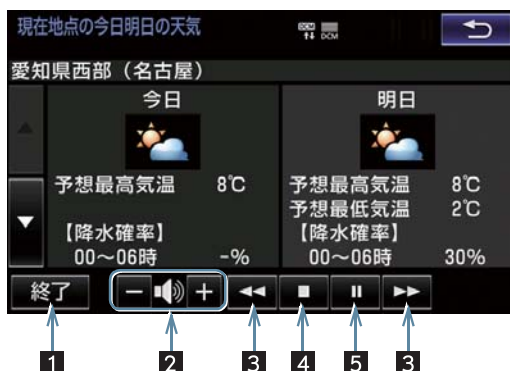 現在地点の今日明日の天気 DCM DCM
愛知県西部（名古屋）
今日 明日
予想最高気温 8℃ 予想最高気温 8℃
予想最低気温 2℃
【降水確率】 【降水確率】
00～06時 -% 00～06時 30%
終了 － ＋
1 2 3 4 5 3